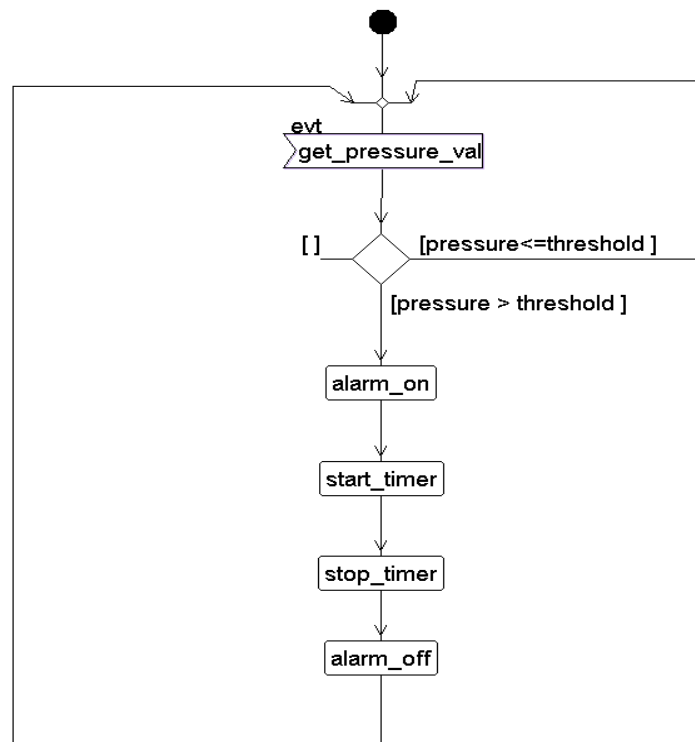 evt
get_pressure_val
[ ]
[pressure<=threshold ]
[pressure > threshold ]
alarm_on
start_timer
stop_timer
alarm_off